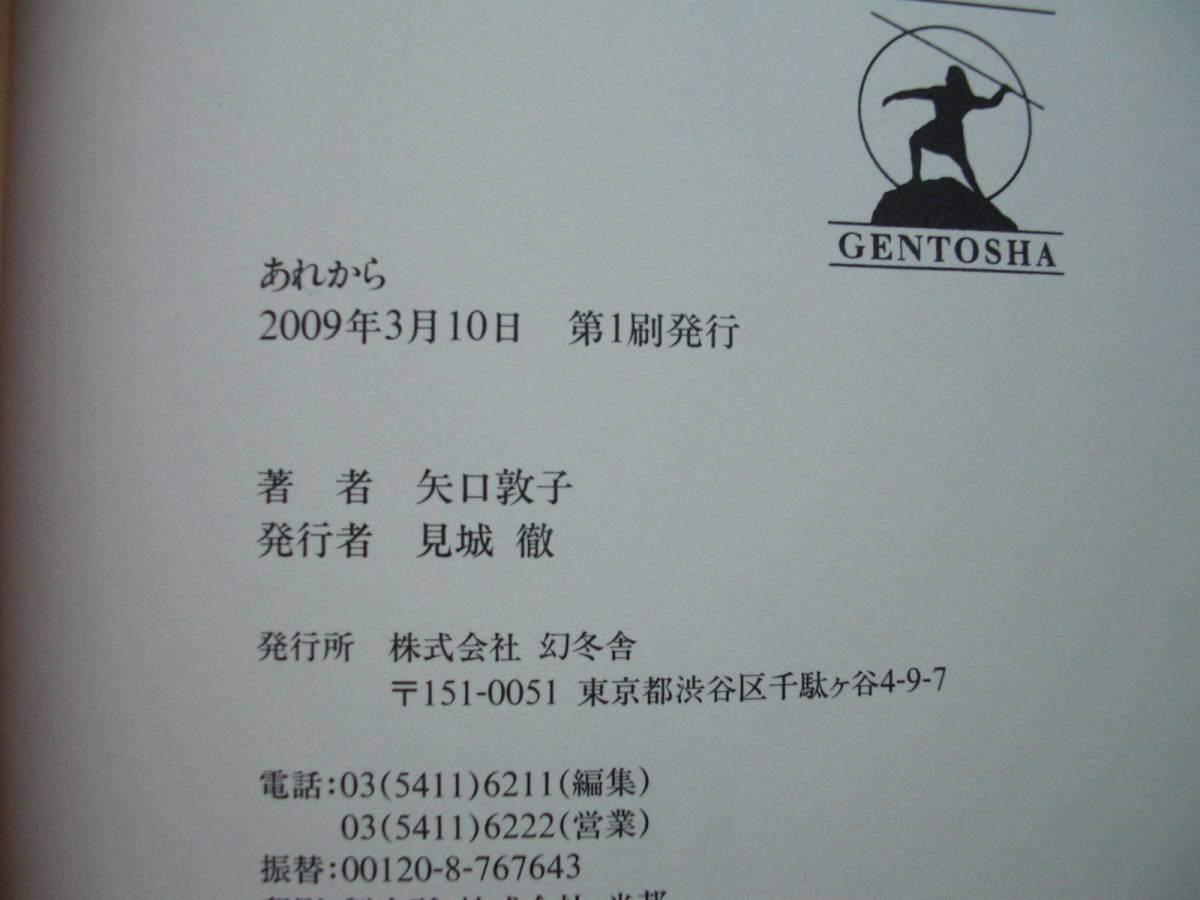 GENTOSHA
あれから
2009年3月10日　第1刷発行
著　者　矢口敦子
発行者　見城 徹
発行所　株式会社 幻冬舎
〒151-0051 東京都渋谷区千駄ヶ谷4-9-7
電話:03(5411)6211(編集)
03(5411)6222(営業)
振替:00120-8-767643